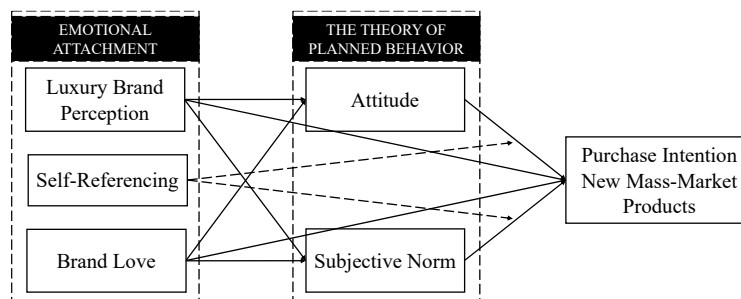 EMOTIONAL
ATTACHMENT
THE THEORY OF
PLANNED BEHAVIOR
Luxury Brand
Perception
Attitude
Self-Referencing
Purchase Intention
New Mass-Market
Products
Brand Love
Subjective Norm